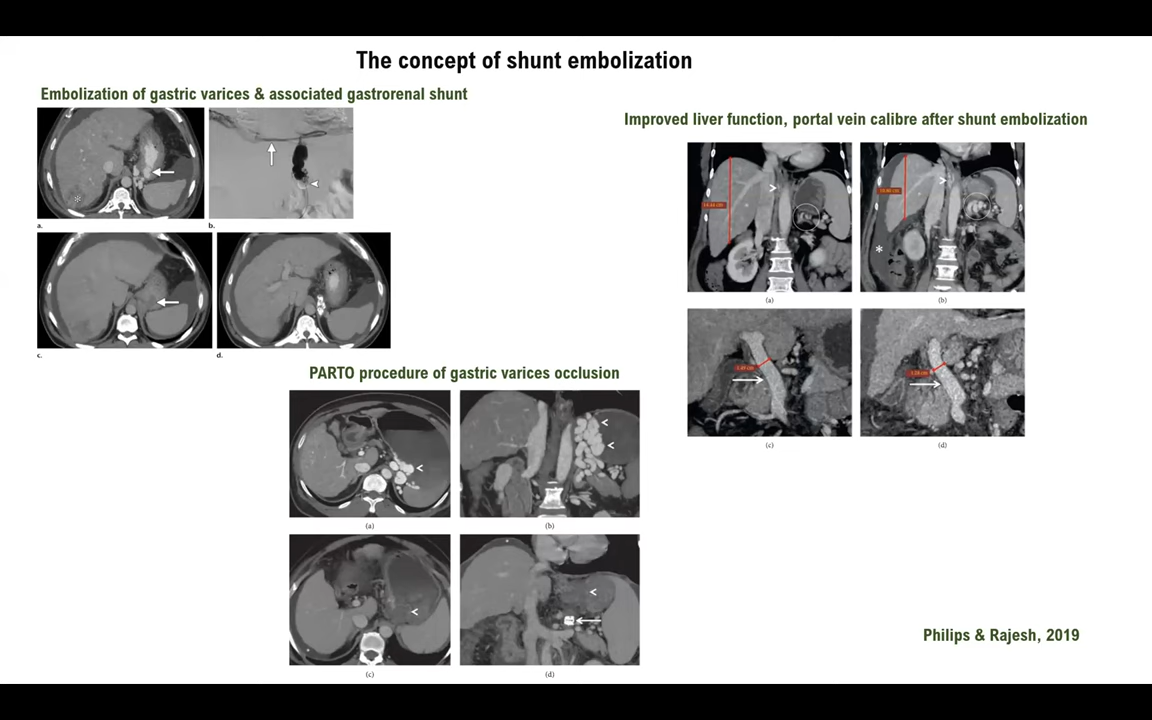 The concept of shunt embolization
Embolization of gastric varices & associated gastrorenal shunt
a.
b.
c.
d.
PARTO procedure of gastric varices occlusion
(a)
(b)
(c)
(d)
Improved liver function, portal vein calibre after shunt embolization
(a)
(b)
(c)
(d)
Philips & Rajesh, 2019